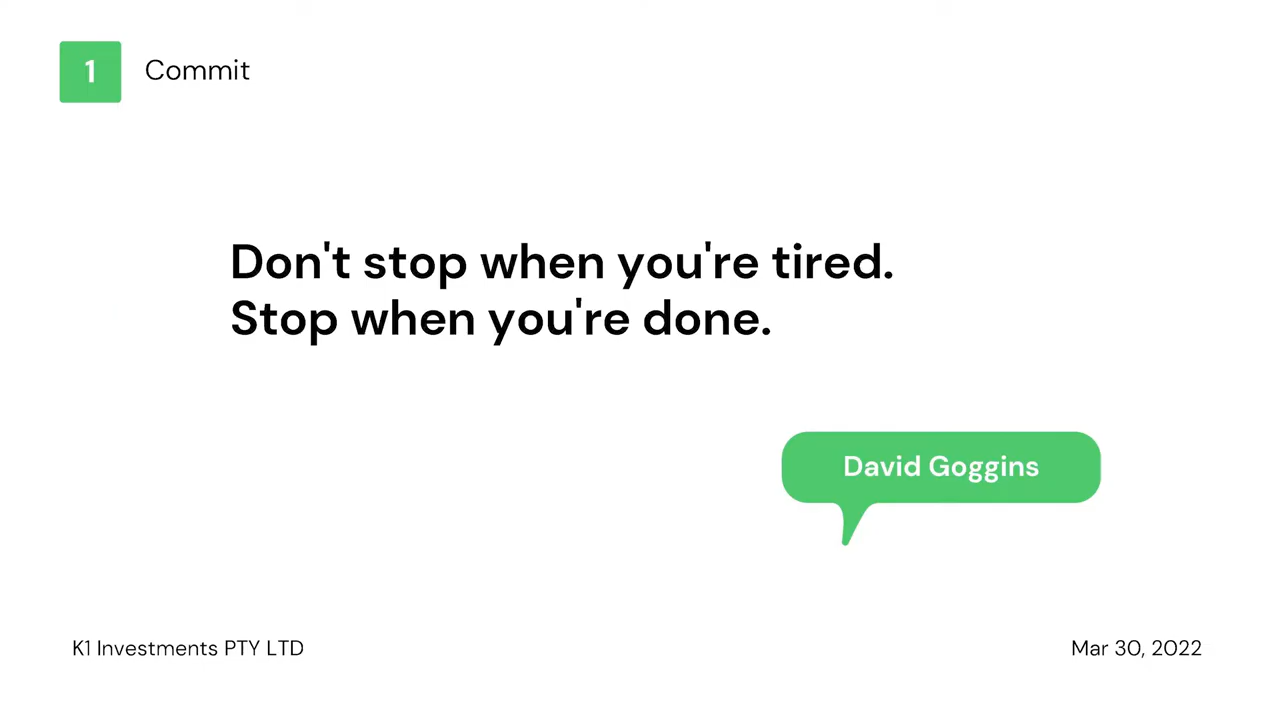 1
Commit
Don't stop when you're tired.
Stop when you're done.
David Goggins
K1 Investments PTY LTD
Mar 30, 2022